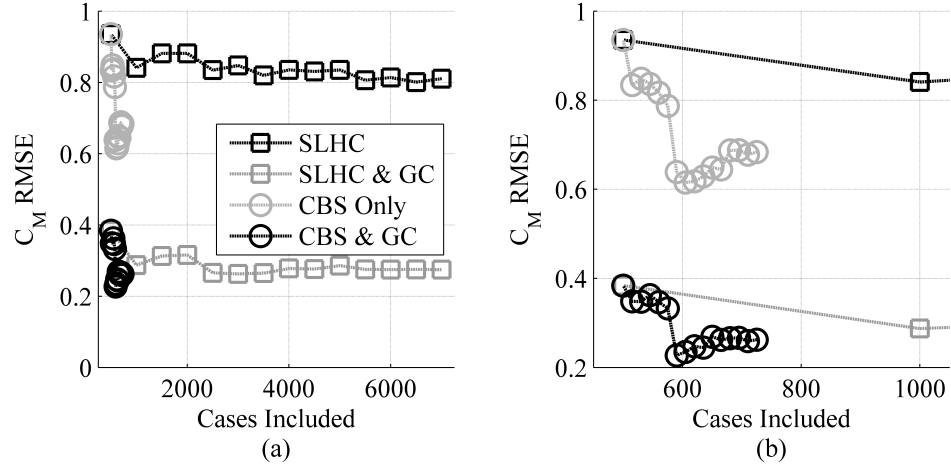 1
0.8
0.6
0.4
0.2
0
C_M RMSE
2000 4000 6000
Cases Included
(a)
SLHC
SLHC & GC
CBS Only
CBS & GC
1
0.8
0.6
0.4
0.2
C_M RMSE
600 800 1000
Cases Included
(b)